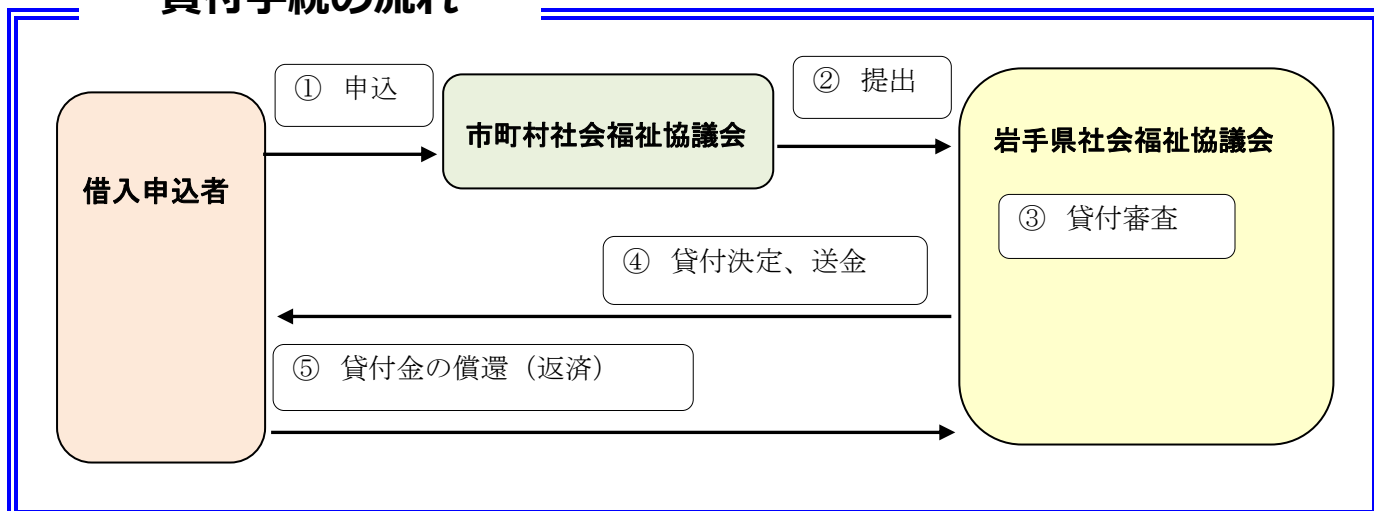 貸付手続の流れ
① 申込
② 提出
借入申込者
市町村社会福祉協議会
岩手県社会福祉協議会
③ 貸付審査
④ 貸付決定、送金
⑤ 貸付金の償還（返済）